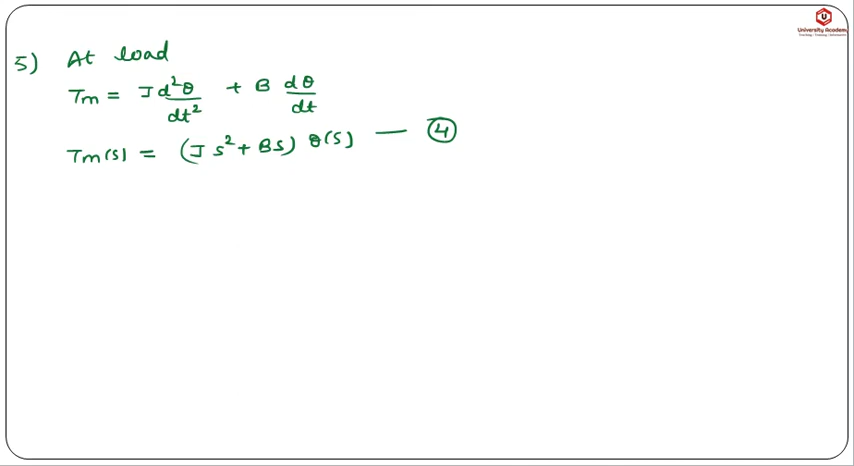 University Academy
5) At load
Tm = J d²θ/dt² + B dθ/dt
Tm(s) = (J s² + Bs) θ(s) — ④